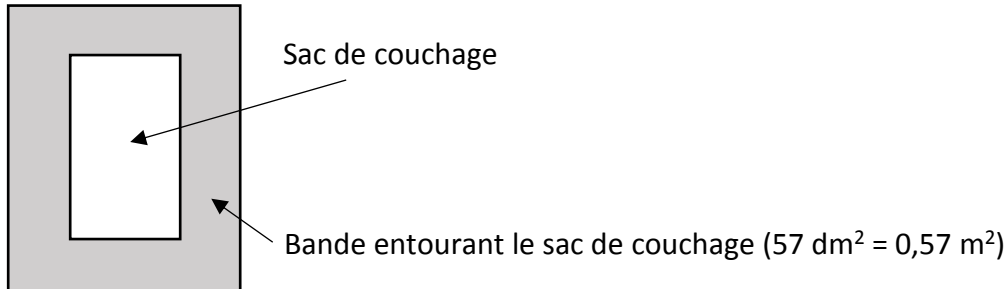 Sac de couchage
Bande entourant le sac de couchage (57 dm² = 0,57 m²)